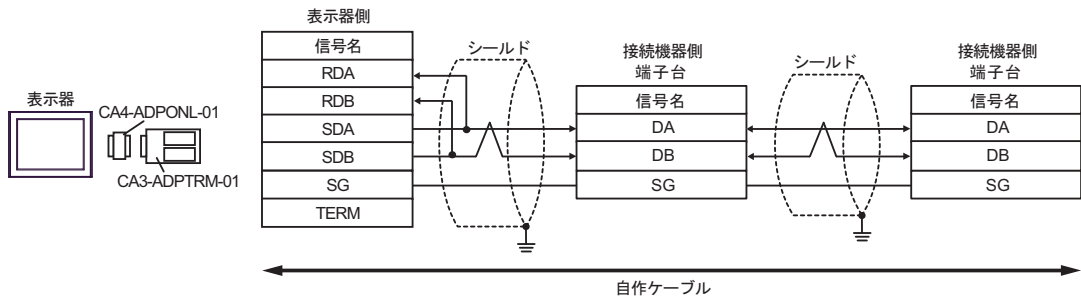 表示器
CA4-ADPONL-01
CA3-ADPTRM-01
表示器側
信号名
RDA
RDB
SDA
SDB
SG
TERM
シールド
接続機器側
端子台
信号名
DA
DB
SG
シールド
接続機器側
端子台
信号名
DA
DB
SG
自作ケーブル